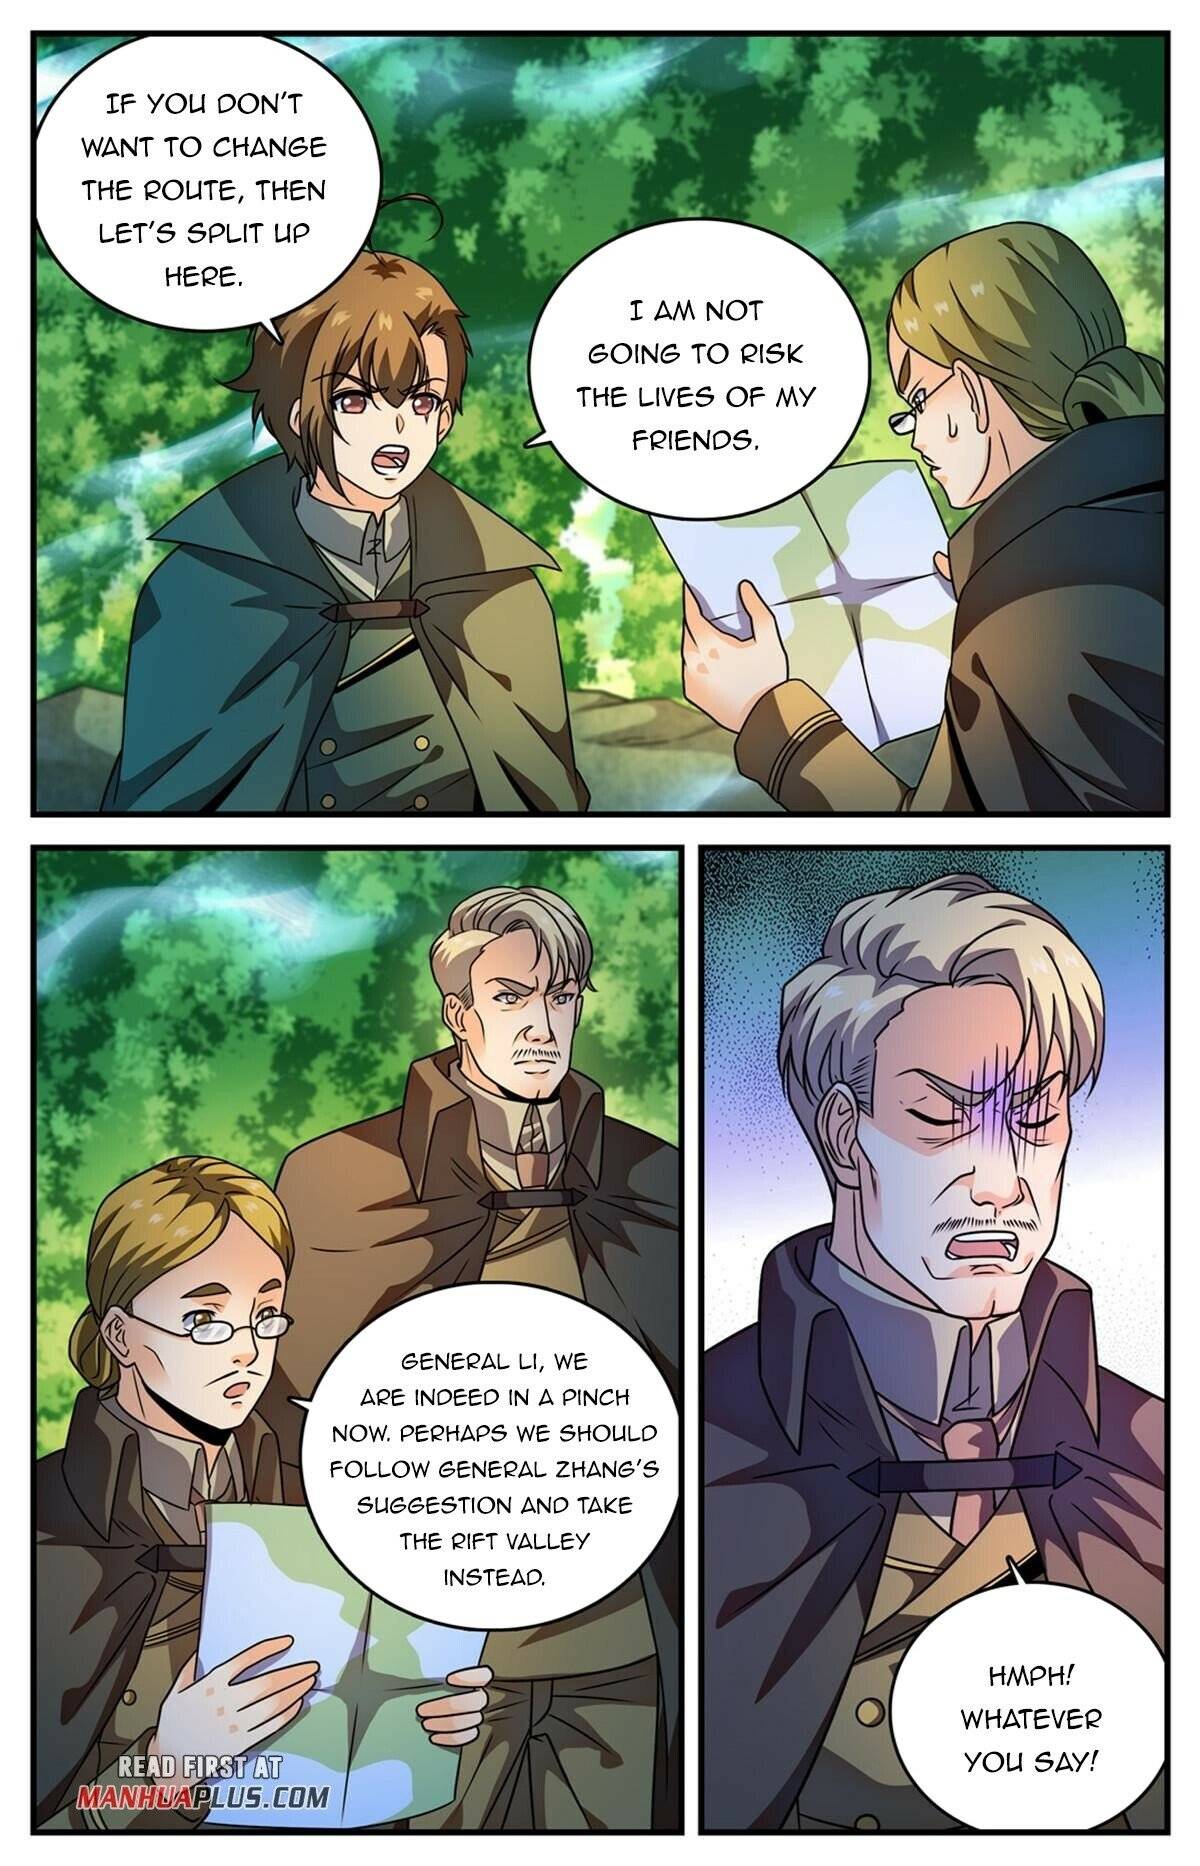 IF YOU DON'T
WANT TO CHANGE
THE ROUTE, THEN
LET'S SPLIT UP
HERE.
I AM NOT
GOING TO RISK
THE LIVES OF MY
FRIENDS.
GENERAL LI, WE
ARE INDEED IN A PINCH
NOW. PERHAPS WE SHOULD
FOLLOW GENERAL ZHANG'S
SUGGESTION AND TAKE
THE RIFT VALLEY
INSTEAD.
HMPH!
WHATEVER
YOU SAY!
READ FIRST AT
MANHUAPLUS.COM